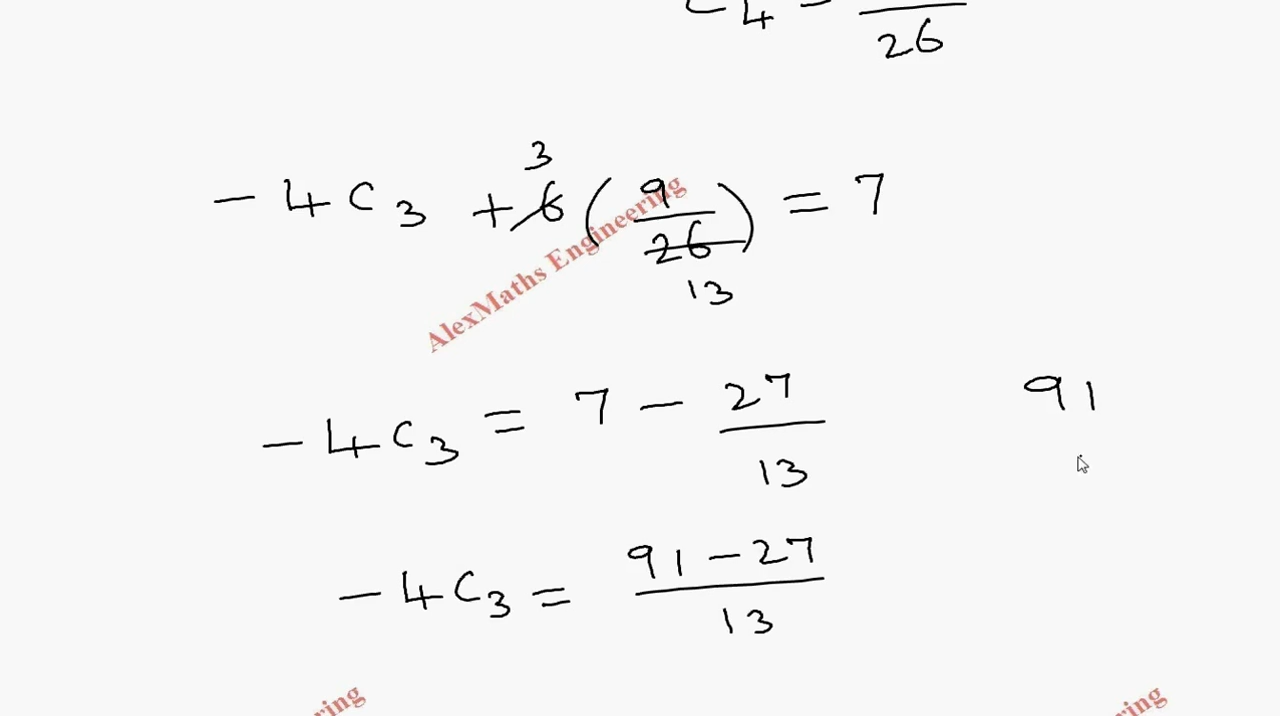 C4 = 
26
3
-4C3 + 6(9/26) = 7
13
AlexMaths Engineering
-4C3 = 7 - 27/13
91
-4C3 = (91 - 27)/13